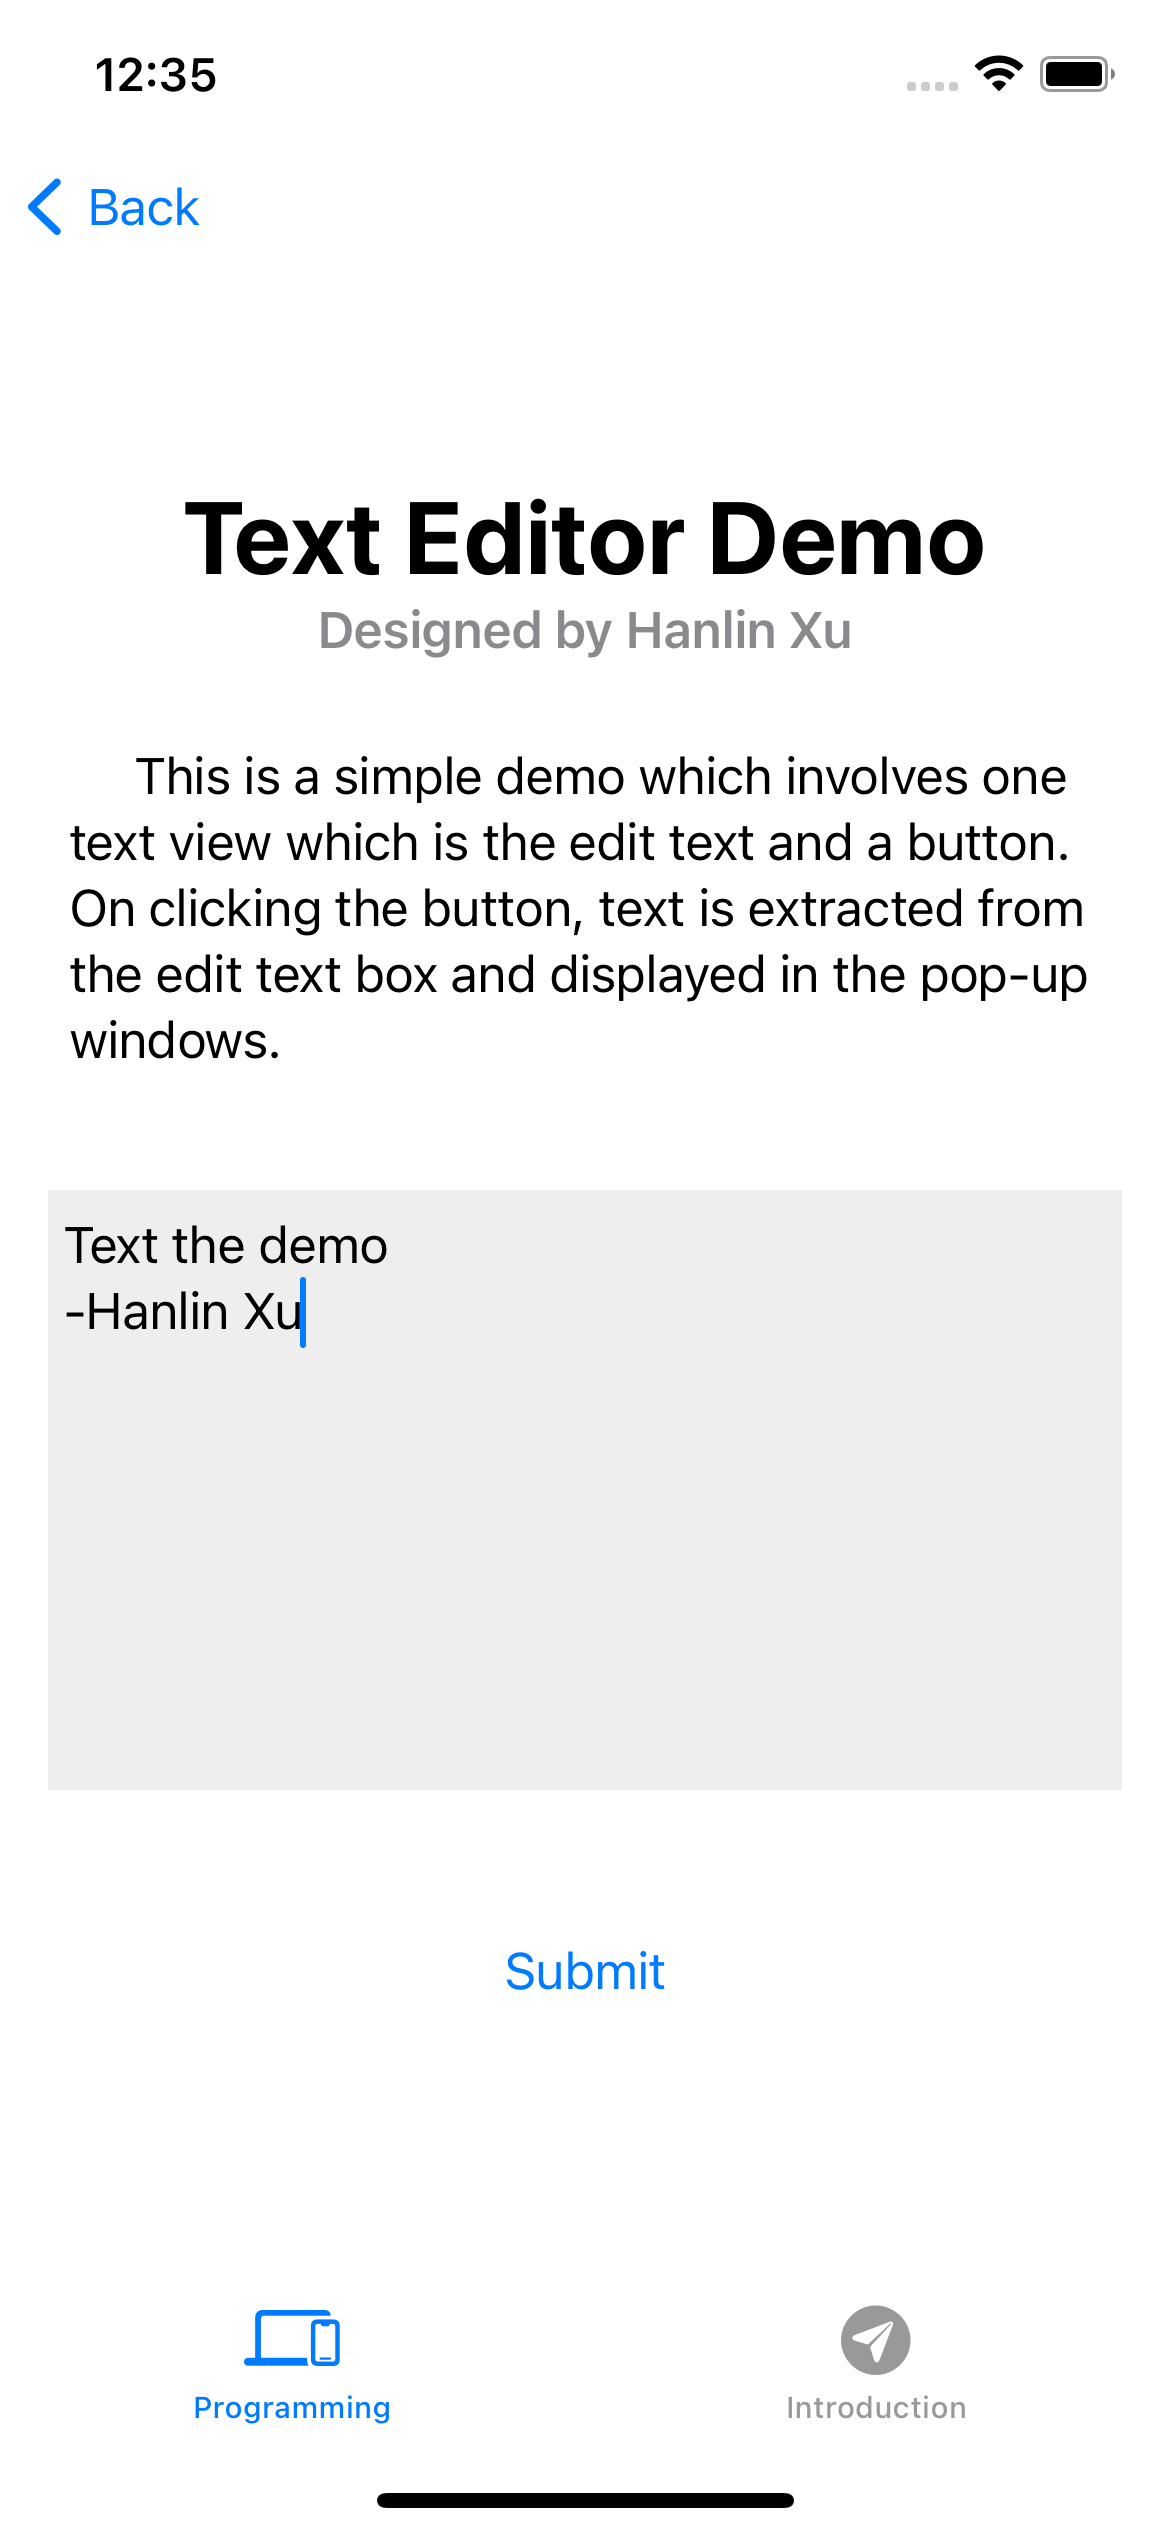 12:35
Back
Text Editor Demo
Designed by Hanlin Xu
This is a simple demo which involves one
text view which is the edit text and a button.
On clicking the button, text is extracted from
the edit text box and displayed in the pop-up
windows.
Text the demo
-Hanlin Xu
Submit
Programming
Introduction